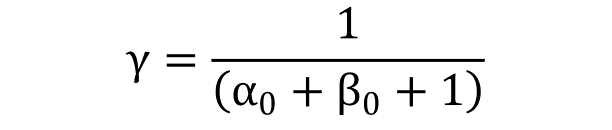 γ = 1 / (α₀ + β₀ + 1)